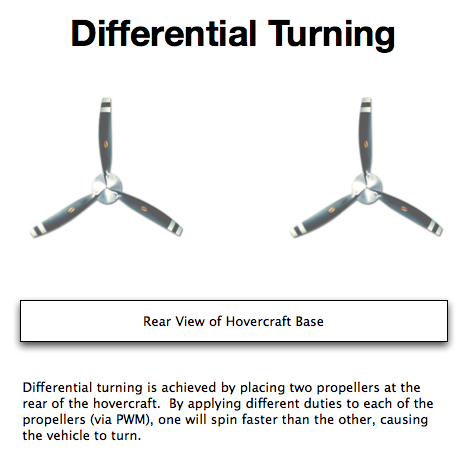 Differential Turning
Rear View of Hovercraft Base
Differential turning is achieved by placing two propellers at the
rear of the hovercraft.  By applying different duties to each of the
propellers (via PWM), one will spin faster than the other, causing
the vehicle to turn.